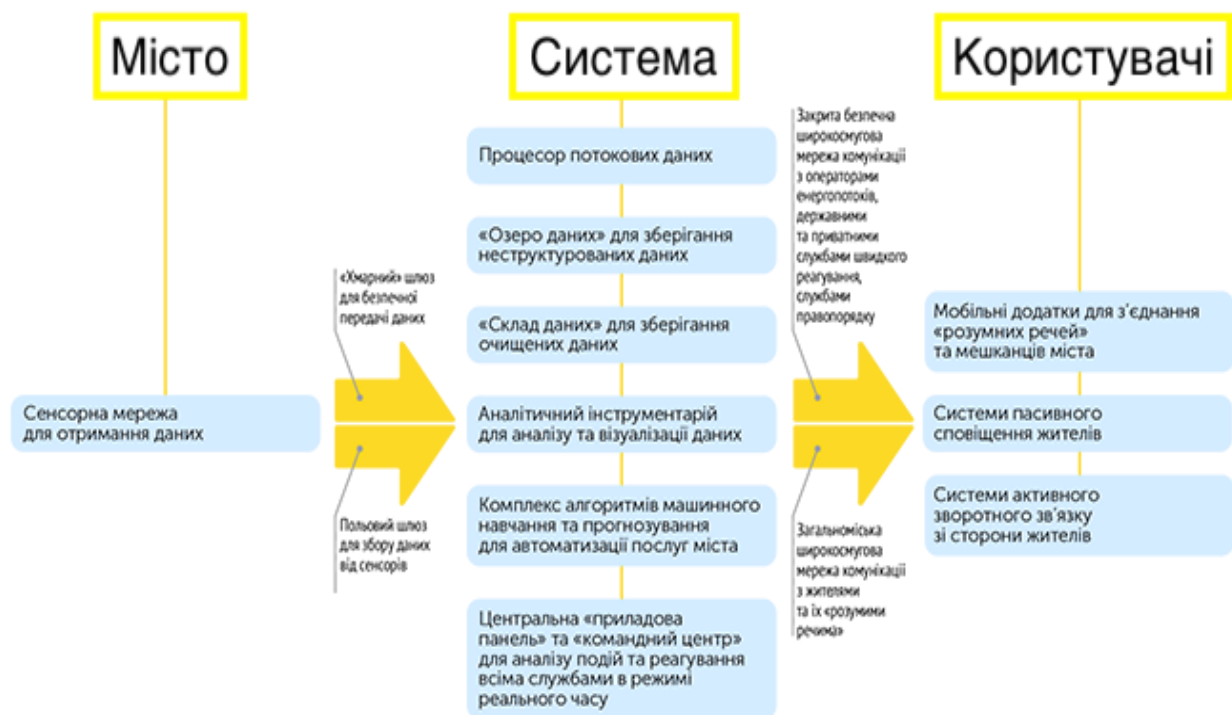 Місто
Сенсорна мережа
для отримання даних
«Хмарний» шлюз
для безпечної
передачі даних
Польовий шлюз
для збору даних
від сенсорів
Система
Процесор потокових даних
«Озеро даних» для зберігання
неструктурованих даних
«Склад даних» для зберігання
очищених даних
Аналітичний інструментарій
для аналізу та візуалізації даних
Комплекс алгоритмів машинного
навчання та прогнозування
для автоматизації послуг міста
Центральна «приладова
панель» та «командний центр»
для аналізу подій та реагування
всіма службами в режимі
реального часу
Закрита безпечна
широкосмугова
мережа комунікації
з операторами
енергопотоків,
державними
та приватними
службами швидкого
реагування,
службами
правопорядку
Загальноміська
широкосмугова
мережа комунікації
з жителями
та їх «розумими
речима»
Користувачі
Мобільні додатки для з’єднання
«розумних речей»
та мешканців міста
Системи пасивного
сповіщення жителів
Системи активного
зворотного зв’язку
зі сторони жителів